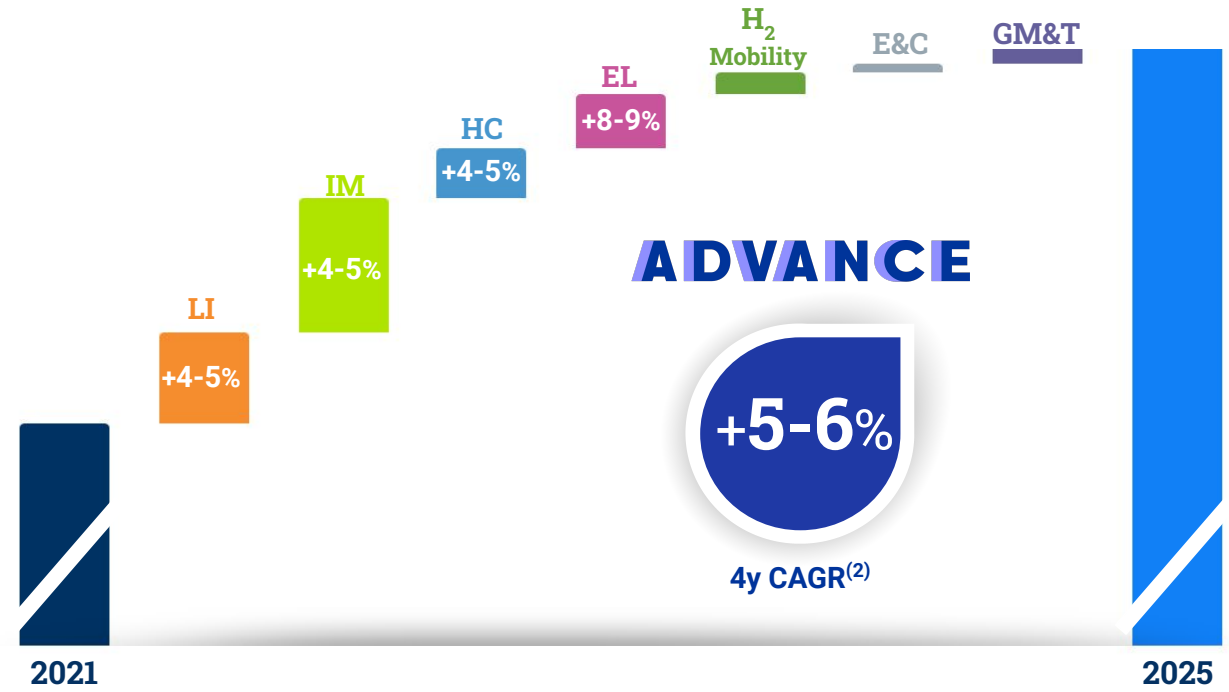 H2
Mobility
E&C
GM&T
EL
+8-9%
HC
+4-5%
IM
+4-5%
LI
+4-5%
ADVANCE
+5-6%
4y CAGR(2)
2021
2025